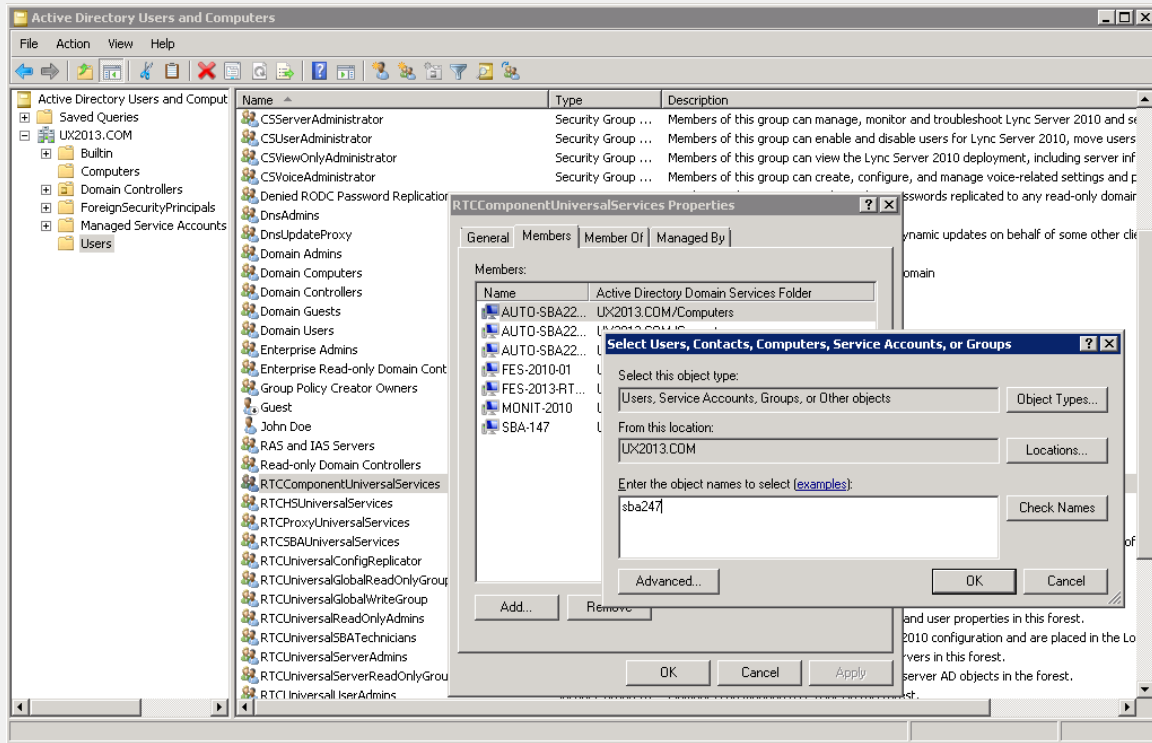 Active Directory Users and Computers
File Action View Help
Active Directory Users and Comput
Saved Queries
UX2013.COM
Builtin
Computers
Domain Controllers
ForeignSecurityPrincipals
Managed Service Accounts
Users
Name Type Description
CSServerAdministrator Security Group ... Members of this group can manage, monitor and troubleshoot Lync Server 2010 and se
CSUserAdministrator Security Group ... Members of this group can enable and disable users for Lync Server 2010, move users
CSViewOnlyAdministrator Security Group ... Members of this group can view the Lync Server 2010 deployment, including server inf
CSVoiceAdministrator Security Group ... Members of this group can create, configure, and manage voice-related settings and p
Denied RODC Password Replication sswords replicated to any read-only domain
DnsAdmins
DnsUpdateProxy ynamic updates on behalf of some other clie
Domain Admins
Domain Computers omain
Domain Controllers
Domain Guests
Domain Users
Enterprise Admins
Enterprise Read-only Domain Cont
Group Policy Creator Owners
Guest
John Doe
RAS and IAS Servers
Read-only Domain Controllers
RTCComponentUniversalServices
RTCHSUniversalServices
RTCProxyUniversalServices
RTCSBAUniversalServices of
RTCUniversalConfigReplicator
RTCUniversalGlobalReadOnlyGroup
RTCUniversalGlobalWriteGroup
RTCUniversalReadOnlyAdmins and user properties in this forest.
RTCUniversalSBATechnicians 2010 configuration and are placed in the Lo
RTCUniversalServerAdmins rvers in this forest.
RTCUniversalServerReadOnlyGrou server AD objects in the forest.
RTCUniversalUserAdmins
RTCComponentUniversalServices Properties
General Members Member Of Managed By
Members:
Name Active Directory Domain Services Folder
AUTO-SBA22... UX2013.COM/Computers
AUTO-SBA22...
AUTO-SBA22... U
FES-2010-01 U
FES-2013-RT... U
MONIT-2010 U
SBA-147 U
Add... Remove
OK Cancel Apply
Select Users, Contacts, Computers, Service Accounts, or Groups
Select this object type:
Users, Service Accounts, Groups, or Other objects Object Types...
From this location:
UX2013.COM Locations...
Enter the object names to select (examples):
sba247 Check Names
Advanced... OK Cancel